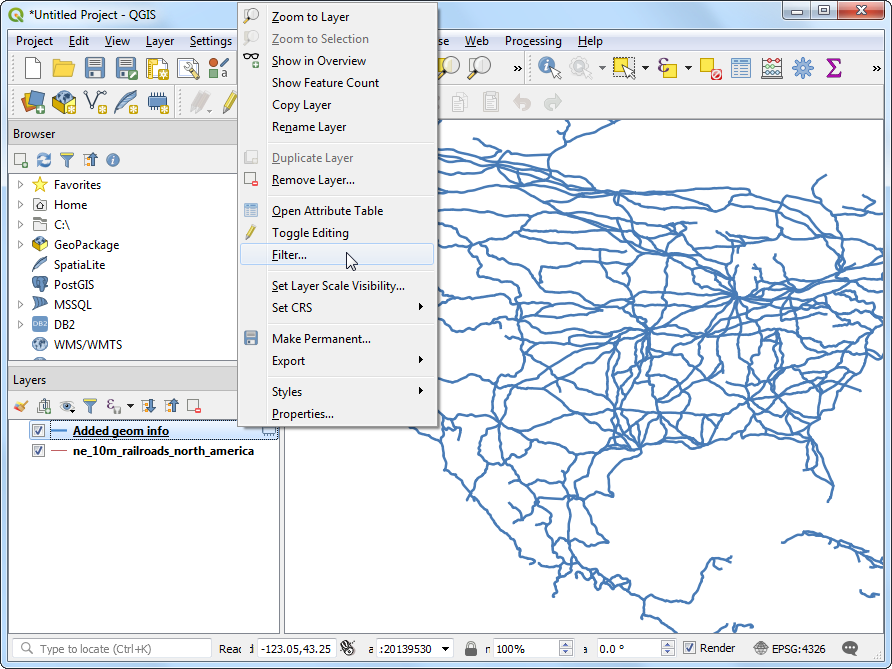 *Untitled Project - QGIS
Project Edit View Layer Settings se Web Processing Help
Zoom to Layer
Zoom to Selection
Show in Overview
Show Feature Count
Copy Layer
Rename Layer
Duplicate Layer
Remove Layer...
Open Attribute Table
Toggle Editing
Filter...
Set Layer Scale Visibility...
Set CRS
Make Permanent...
Export
Styles
Properties...
Browser
Favorites
Home
C:\
GeoPackage
SpatiaLite
PostGIS
MSSQL
DB2 DB2
WMS/WMTS
Layers
Added geom info
ne_10m_railroads_north_america
Type to locate (Ctrl+K) Read -123.05,43.25 a :20139530 100% 0.0 ° Render EPSG:4326